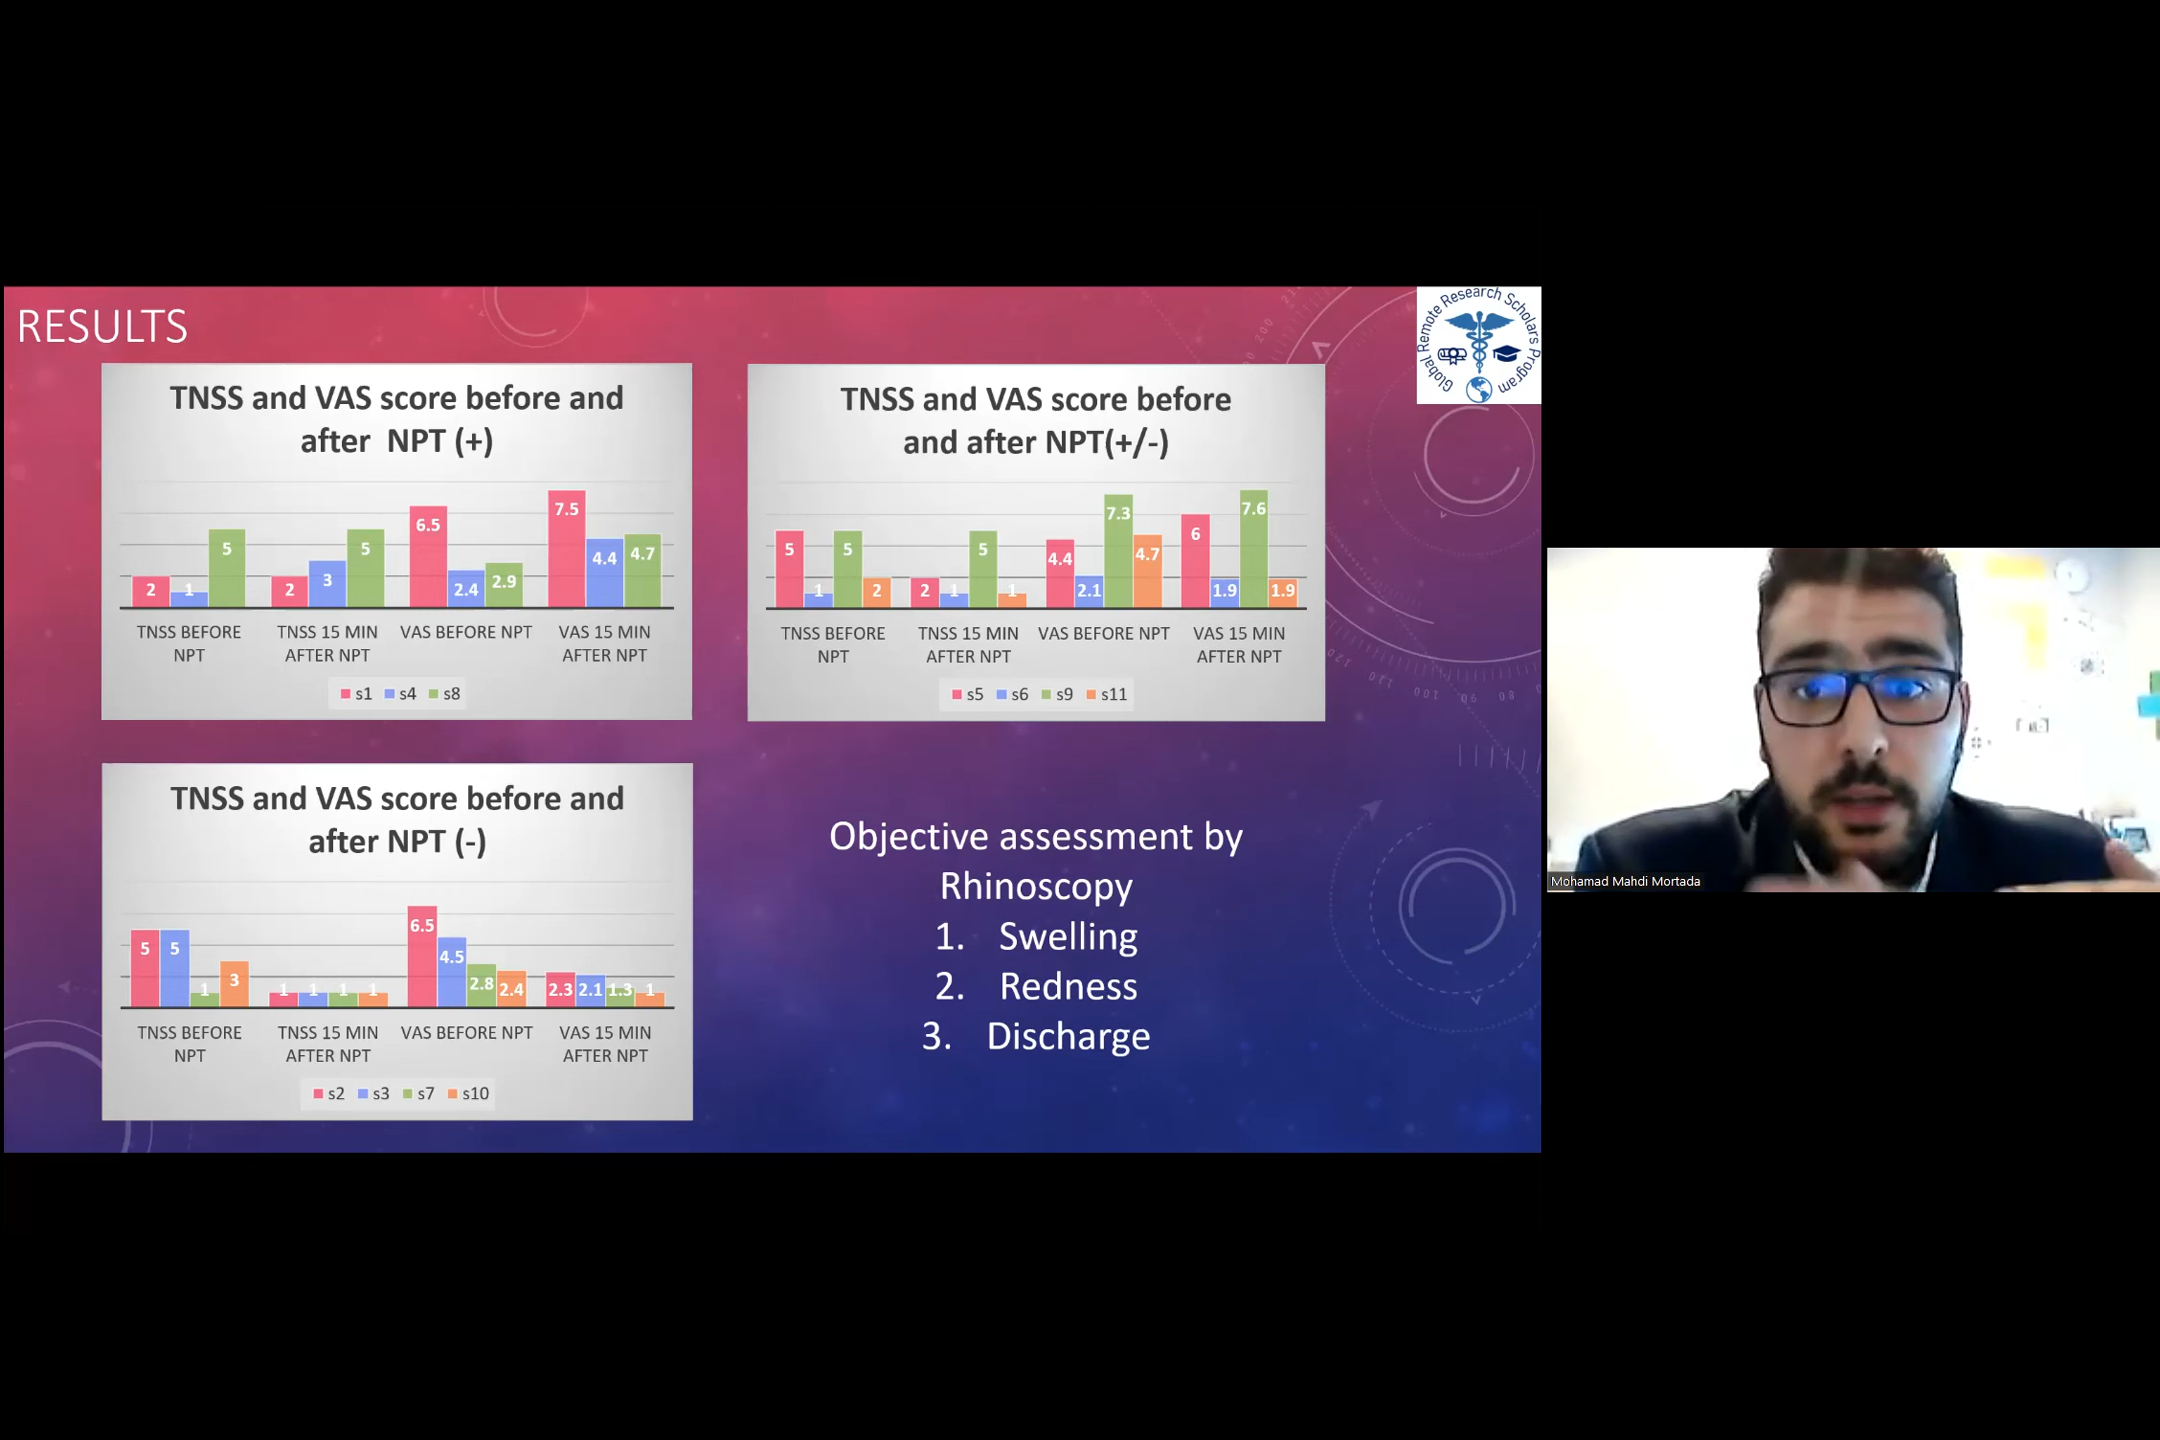 RESULTS
Global Remote Research Scholars Program
TNSS and VAS score before and
after NPT (+)
7.5
6.5
5
5
4.4
4.7
3
2.9
2.4
2
1
2
TNSS BEFORE
NPT
TNSS 15 MIN
AFTER NPT
VAS BEFORE NPT
VAS 15 MIN
AFTER NPT
s1 s4 s8
TNSS and VAS score before
and after NPT(+/-)
5 1 5 2
2 1 5 1
4.4 2.1 7.3 4.7
6 1.9 7.6 1.9
TNSS BEFORE
NPT
TNSS 15 MIN
AFTER NPT
VAS BEFORE NPT
VAS 15 MIN
AFTER NPT
s5 s6 s9 s11
TNSS and VAS score before and
after NPT (-)
5 5 1 3
1 1 1 1
6.5 4.5 2.8 2.4
2.3 2.1 1.3 1
TNSS BEFORE
NPT
TNSS 15 MIN
AFTER NPT
VAS BEFORE NPT
VAS 15 MIN
AFTER NPT
s2 s3 s7 s10
Objective assessment by
Rhinoscopy
1. Swelling
2. Redness
3. Discharge
Mohamad Mahdi Mortada